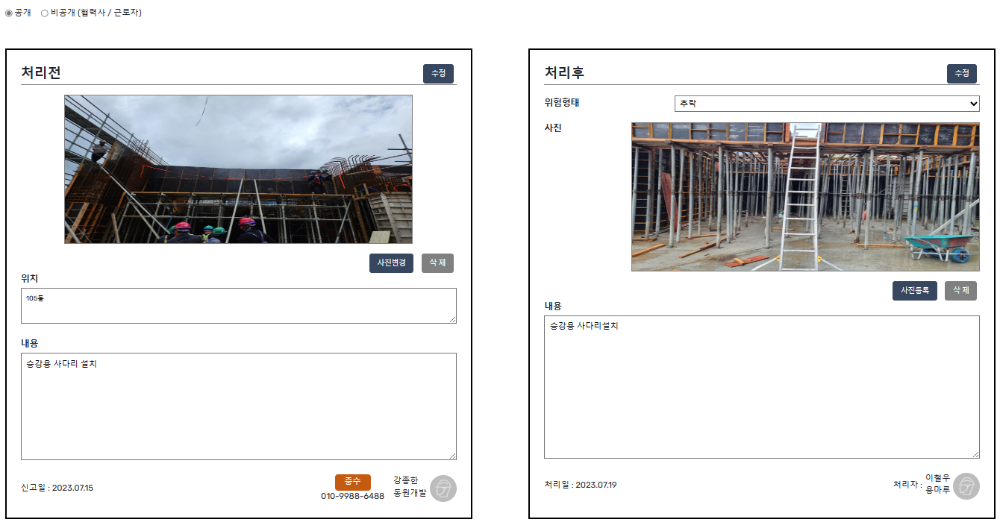 공개 비공개 (협력사 / 근로자)
처리전
수정
사진변경 삭 제
위치
105동
내용
승강용 사다리 설치
신고일 : 2023.07.15
중수
010-9988-6488
강종한
동원개발
처리후
수정
위험형태
추락
사진
사진등록 삭 제
내용
승강용 사다리설치
처리일 : 2023.07.19
처리자 :
이철우
용마루